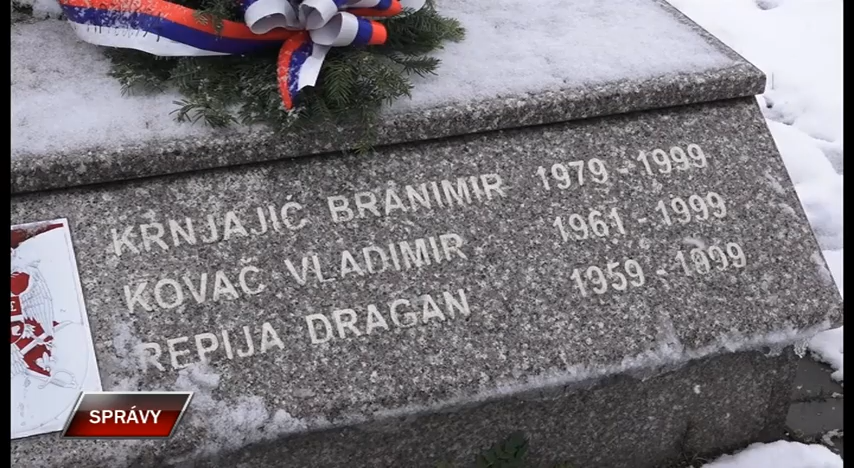 KRNJAJIĆ BRANIMIR 1979 - 1999
KOVAČ VLADIMIR 1961 - 1999
REPIJA DRAGAN 1959 - 1999
SPRÁVY